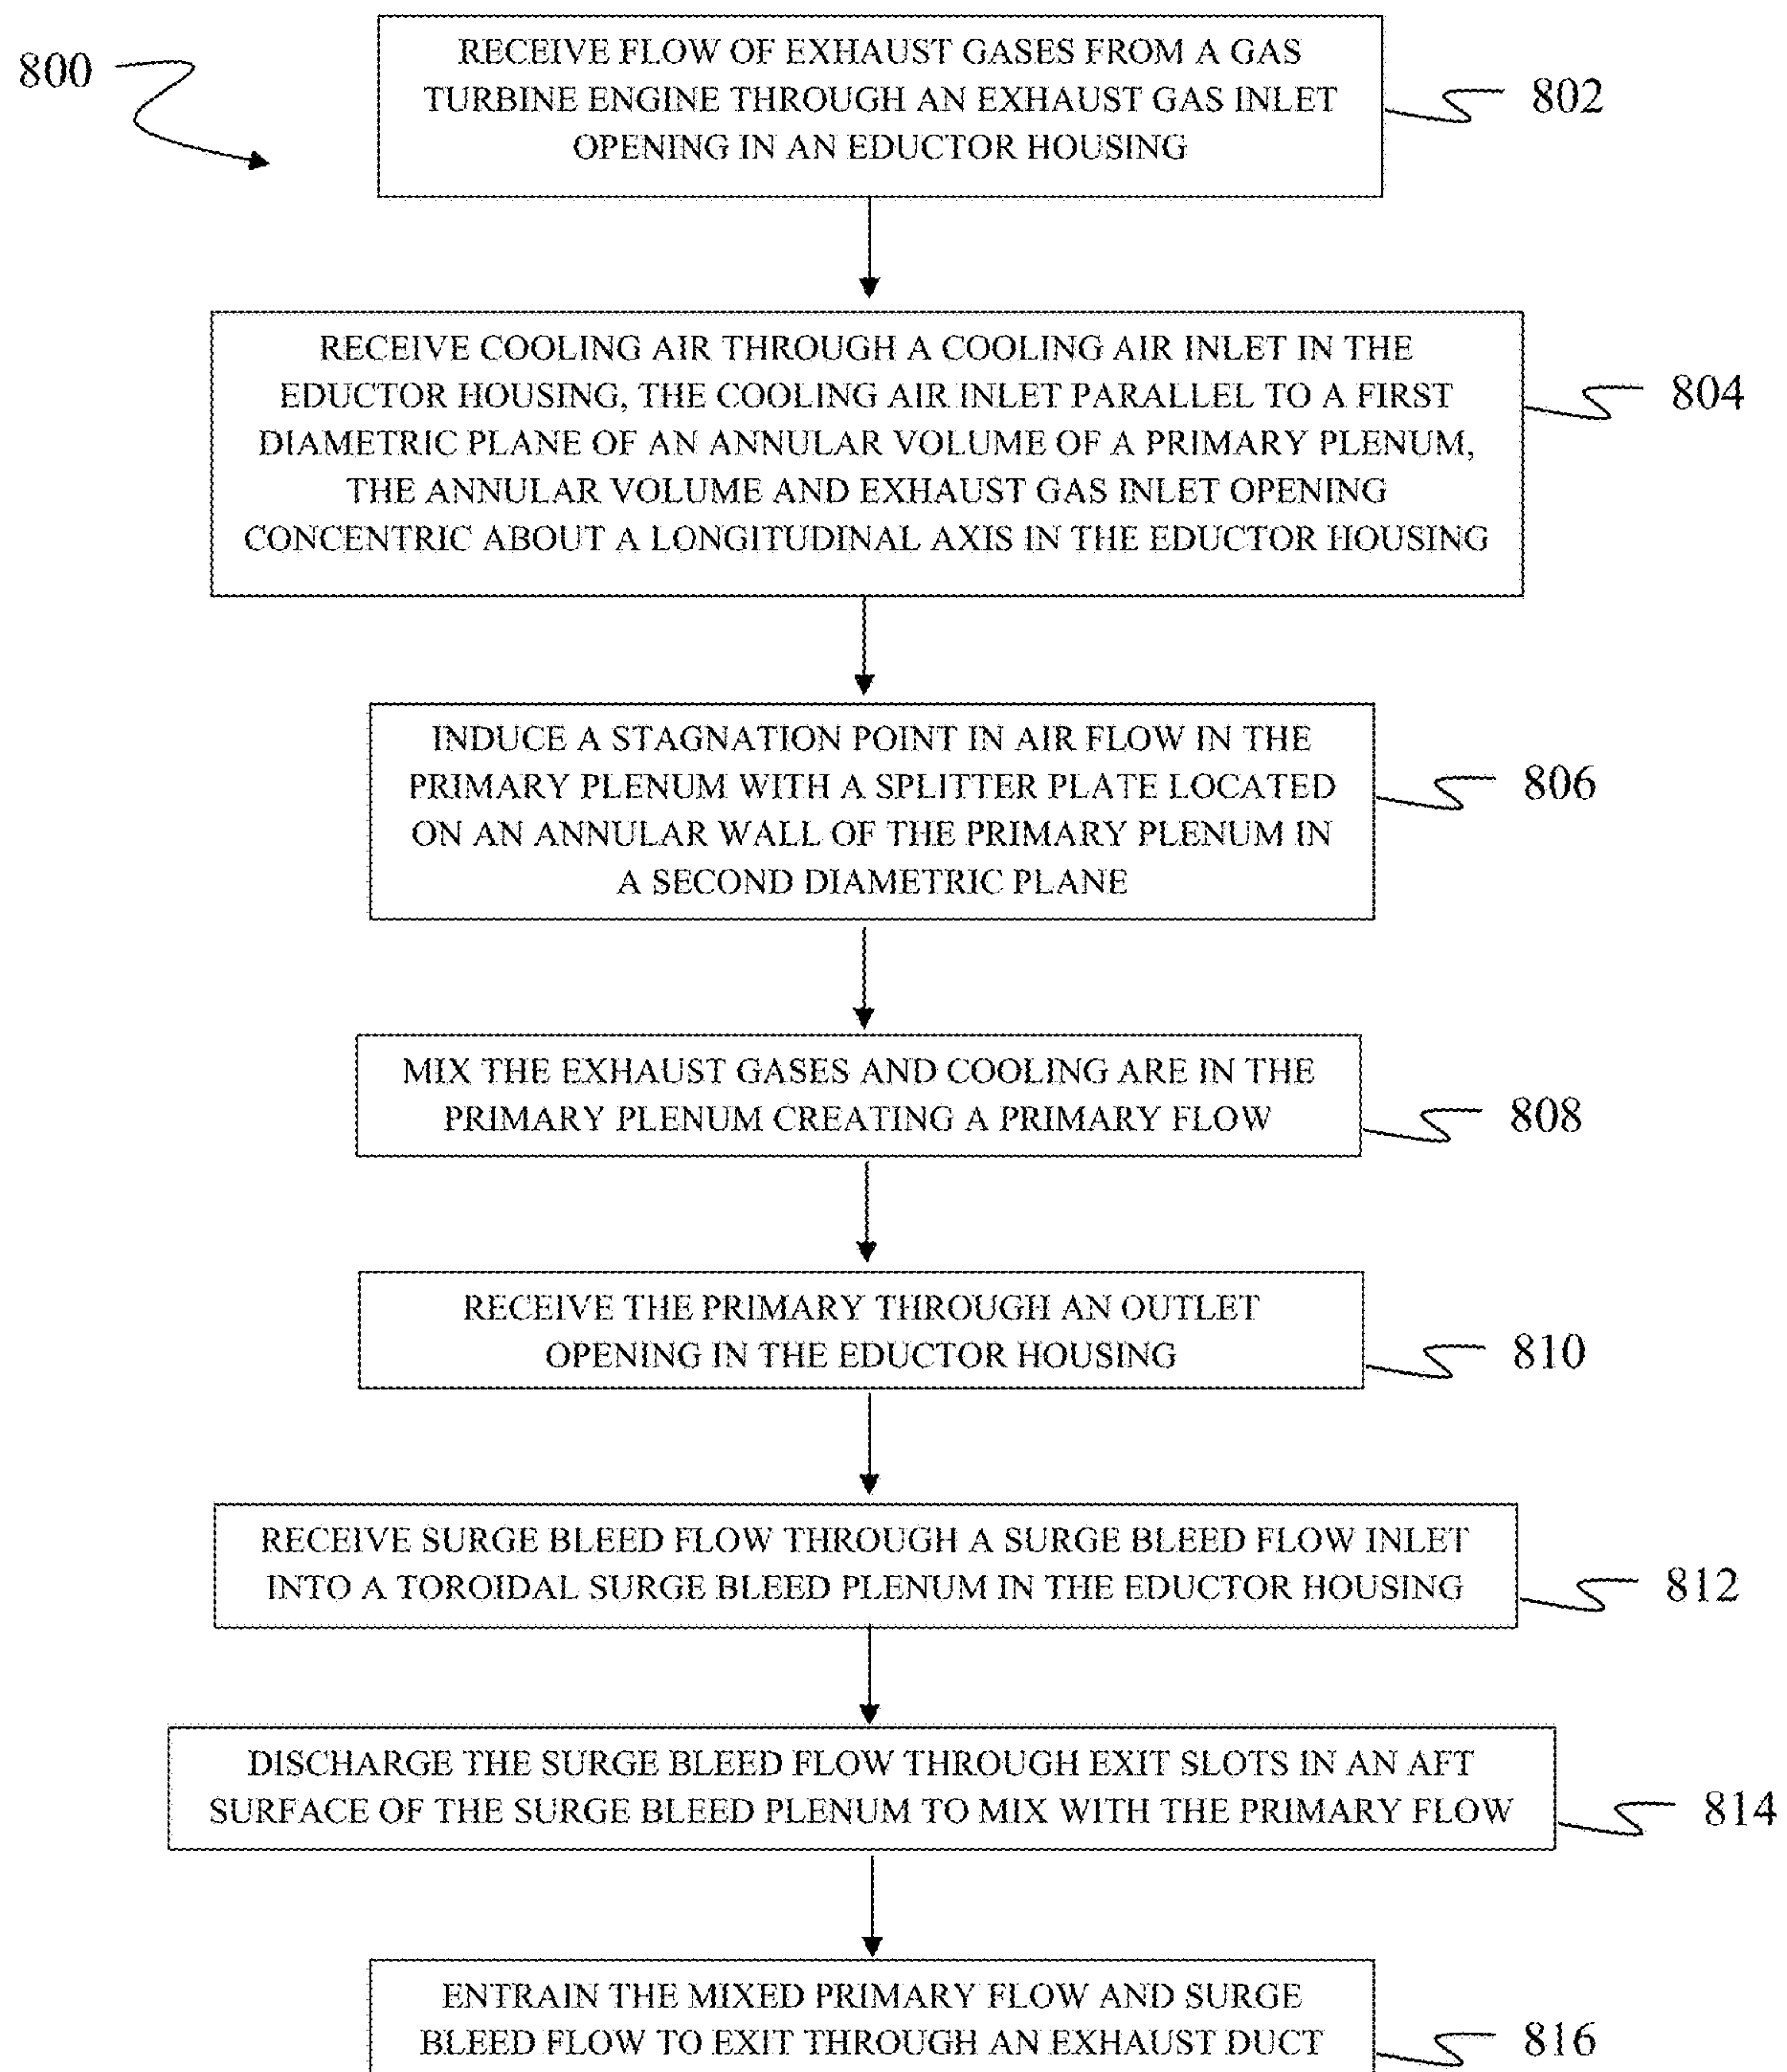 800
RECEIVE FLOW OF EXHAUST GASES FROM A GAS
TURBINE ENGINE THROUGH AN EXHAUST GAS INLET
OPENING IN AN EDUCTOR HOUSING
802
RECEIVE COOLING AIR THROUGH A COOLING AIR INLET IN THE
EDUCTOR HOUSING, THE COOLING AIR INLET PARALLEL TO A FIRST
DIAMETRIC PLANE OF AN ANNULAR VOLUME OF A PRIMARY PLENUM,
THE ANNULAR VOLUME AND EXHAUST GAS INLET OPENING
CONCENTRIC ABOUT A LONGITUDINAL AXIS IN THE EDUCTOR HOUSING
804
INDUCE A STAGNATION POINT IN AIR FLOW IN THE
PRIMARY PLENUM WITH A SPLITTER PLATE LOCATED
ON AN ANNULAR WALL OF THE PRIMARY PLENUM IN
A SECOND DIAMETRIC PLANE
806
MIX THE EXHAUST GASES AND COOLING ARE IN THE
PRIMARY PLENUM CREATING A PRIMARY FLOW
808
RECEIVE THE PRIMARY THROUGH AN OUTLET
OPENING IN THE EDUCTOR HOUSING
810
RECEIVE SURGE BLEED FLOW THROUGH A SURGE BLEED FLOW INLET
INTO A TOROIDAL SURGE BLEED PLENUM IN THE EDUCTOR HOUSING
812
DISCHARGE THE SURGE BLEED FLOW THROUGH EXIT SLOTS IN AN AFT
SURFACE OF THE SURGE BLEED PLENUM TO MIX WITH THE PRIMARY FLOW
814
ENTRAIN THE MIXED PRIMARY FLOW AND SURGE
BLEED FLOW TO EXIT THROUGH AN EXHAUST DUCT
816